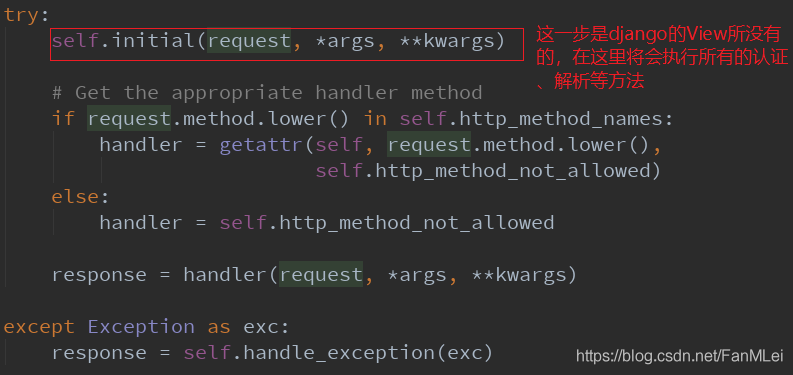 try:
self.initial(request, *args, **kwargs)
这一步是django的View所没有
的，在这里将会执行所有的认证
、解析等方法
# Get the appropriate handler method
if request.method.lower() in self.http_method_names:
handler = getattr(self, request.method.lower(),
self.http_method_not_allowed)
else:
handler = self.http_method_not_allowed
response = handler(request, *args, **kwargs)
except Exception as exc:
response = self.handle_exception(exc)
https://blog.csdn.net/FanMLei